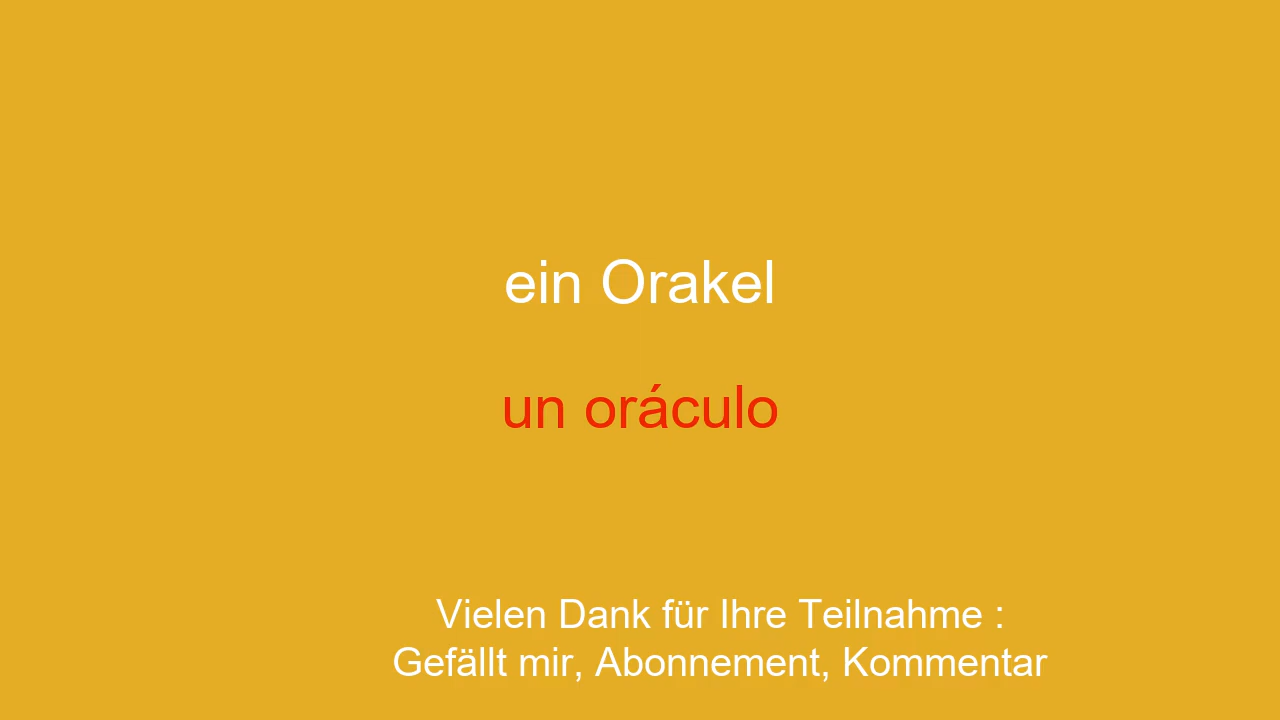 ein Orakel
un oráculo
Vielen Dank für Ihre Teilnahme :
Gefällt mir, Abonnement, Kommentar